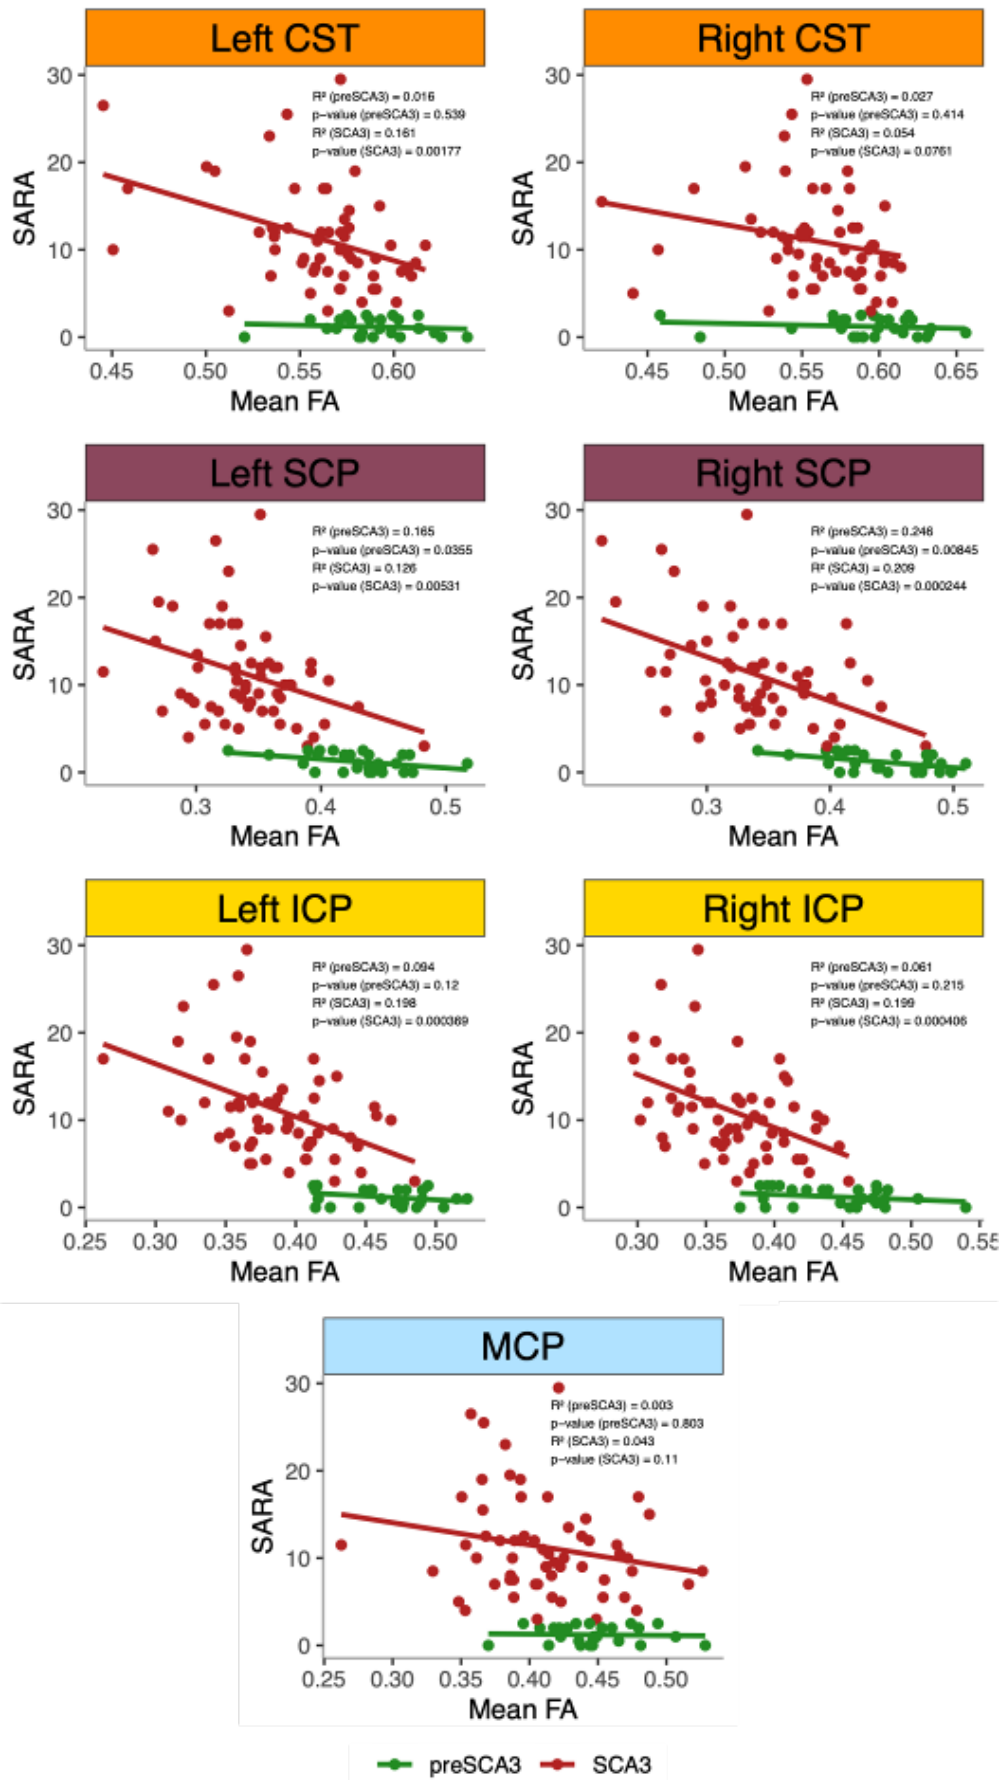 Left CST
Right CST
R² (preSCA3) = 0.016
p-value (preSCA3) = 0.539
R² (SCA3) = 0.161
p-value (SCA3) = 0.00177
R² (preSCA3) = 0.027
p-value (preSCA3) = 0.414
R² (SCA3) = 0.054
p-value (SCA3) = 0.0761
30
20
10
0
SARA
0.45 0.50 0.55 0.60
Mean FA
30
20
10
0
SARA
0.45 0.50 0.55 0.60 0.65
Mean FA
Left SCP
Right SCP
R² (preSCA3) = 0.165
p-value (preSCA3) = 0.0355
R² (SCA3) = 0.126
p-value (SCA3) = 0.00531
R² (preSCA3) = 0.246
p-value (preSCA3) = 0.00845
R² (SCA3) = 0.209
p-value (SCA3) = 0.000244
30
20
10
0
SARA
0.3 0.4 0.5
Mean FA
30
20
10
0
SARA
0.3 0.4 0.5
Mean FA
Left ICP
Right ICP
R² (preSCA3) = 0.094
p-value (preSCA3) = 0.12
R² (SCA3) = 0.198
p-value (SCA3) = 0.000369
R² (preSCA3) = 0.061
p-value (preSCA3) = 0.215
R² (SCA3) = 0.199
p-value (SCA3) = 0.000406
30
20
10
0
SARA
0.25 0.30 0.35 0.40 0.45 0.50
Mean FA
30
20
10
0
SARA
0.30 0.35 0.40 0.45 0.50 0.55
Mean FA
MCP
R² (preSCA3) = 0.003
p-value (preSCA3) = 0.803
R² (SCA3) = 0.043
p-value (SCA3) = 0.11
30
20
10
0
SARA
0.25 0.30 0.35 0.40 0.45 0.50
Mean FA
preSCA3 SCA3